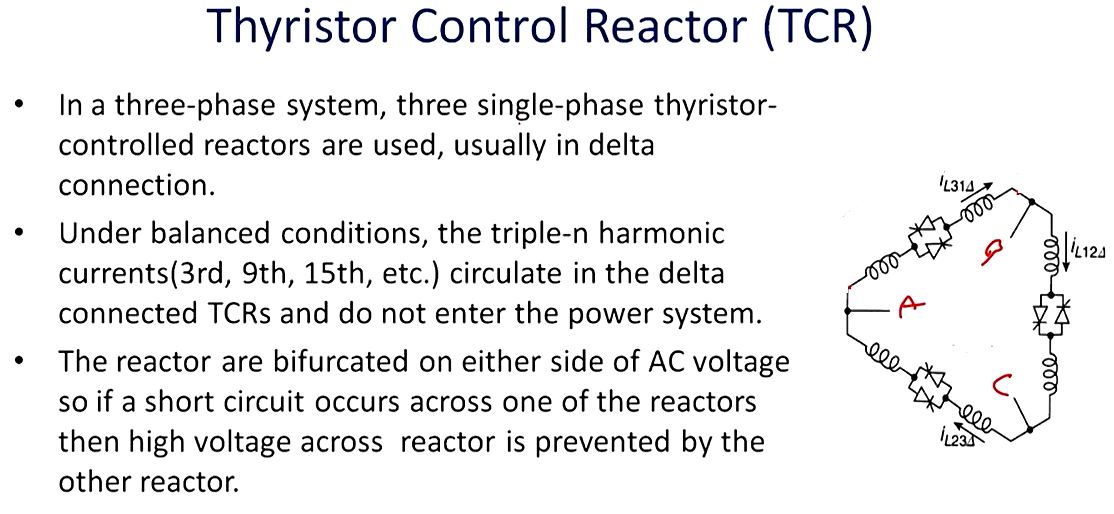 Thyristor Control Reactor (TCR)
• In a three-phase system, three single-phase thyristor-
controlled reactors are used, usually in delta
connection.
• Under balanced conditions, the triple-n harmonic
currents(3rd, 9th, 15th, etc.) circulate in the delta
connected TCRs and do not enter the power system.
• The reactor are bifurcated on either side of AC voltage
so if a short circuit occurs across one of the reactors
then high voltage across reactor is prevented by the
other reactor.
iL31Δ
B
iL12Δ
A
C
iL23Δ